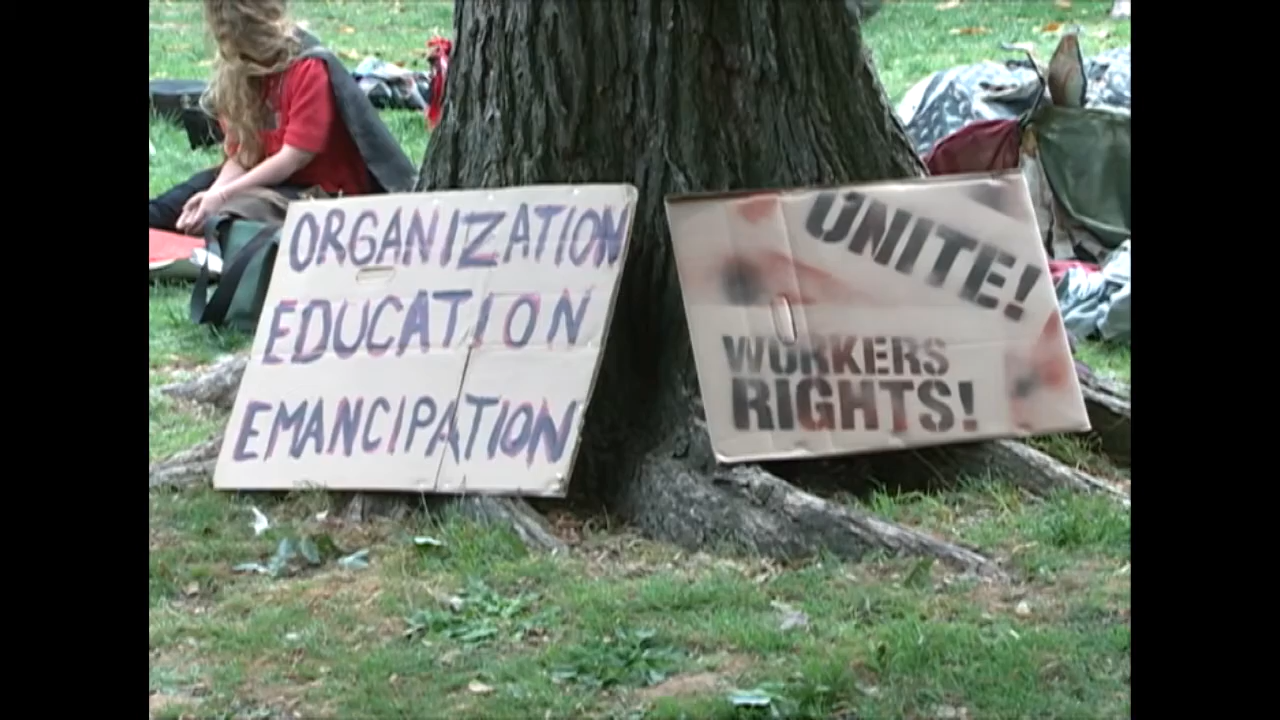 ORGANIZATION
EDUCATION
EMANCIPATION
UNITE!
WORKERS
RIGHTS!